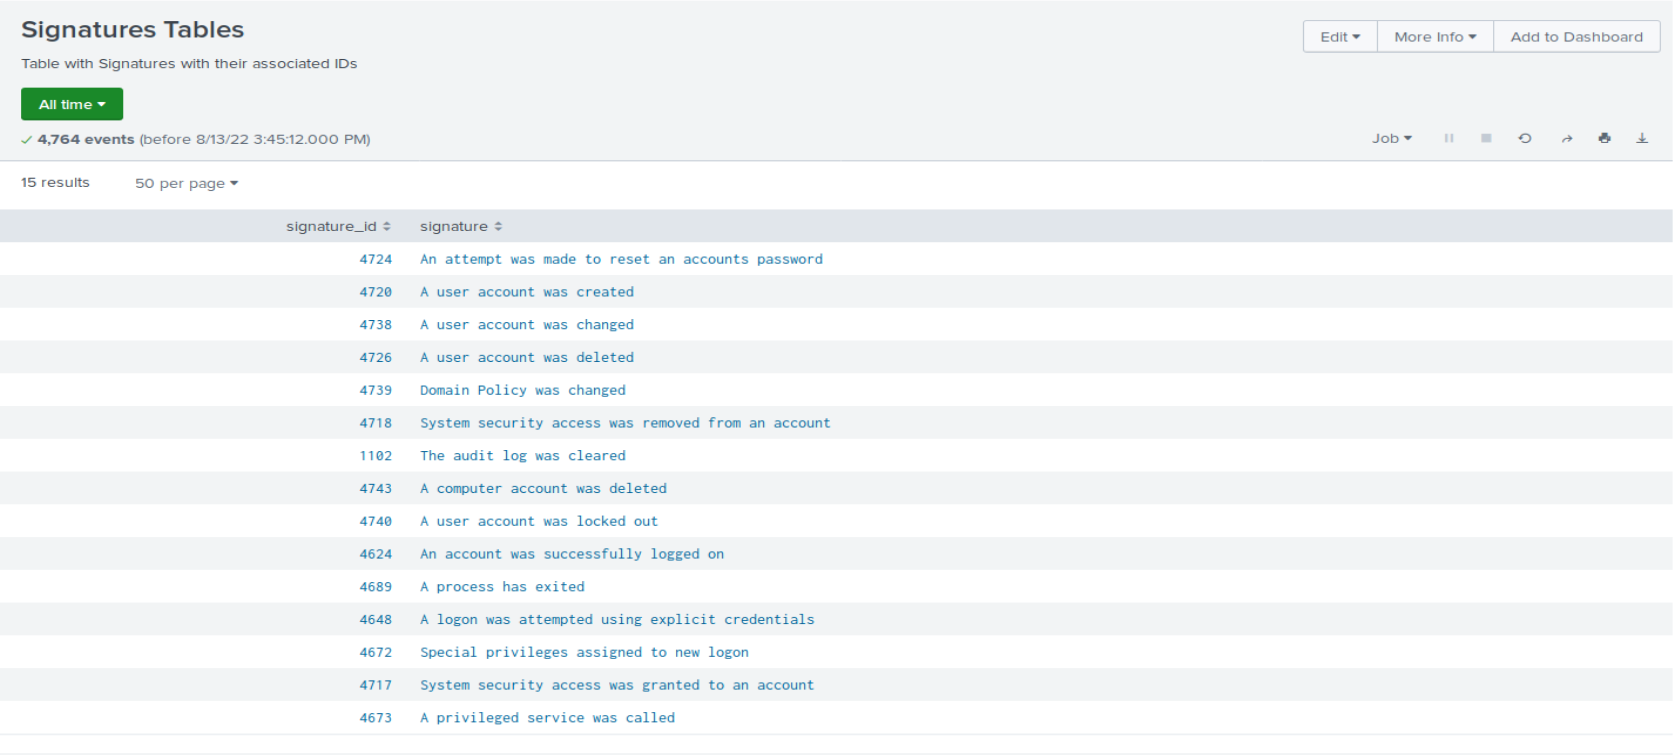 Signatures Tables
Edit More Info Add to Dashboard
Table with Signatures with their associated IDs
All time
4,764 events (before 8/13/22 3:45:12.000 PM)
Job
15 results 50 per page
signature_id signature
4724 An attempt was made to reset an accounts password
4720 A user account was created
4738 A user account was changed
4726 A user account was deleted
4739 Domain Policy was changed
4718 System security access was removed from an account
1102 The audit log was cleared
4743 A computer account was deleted
4740 A user account was locked out
4624 An account was successfully logged on
4689 A process has exited
4648 A logon was attempted using explicit credentials
4672 Special privileges assigned to new logon
4717 System security access was granted to an account
4673 A privileged service was called